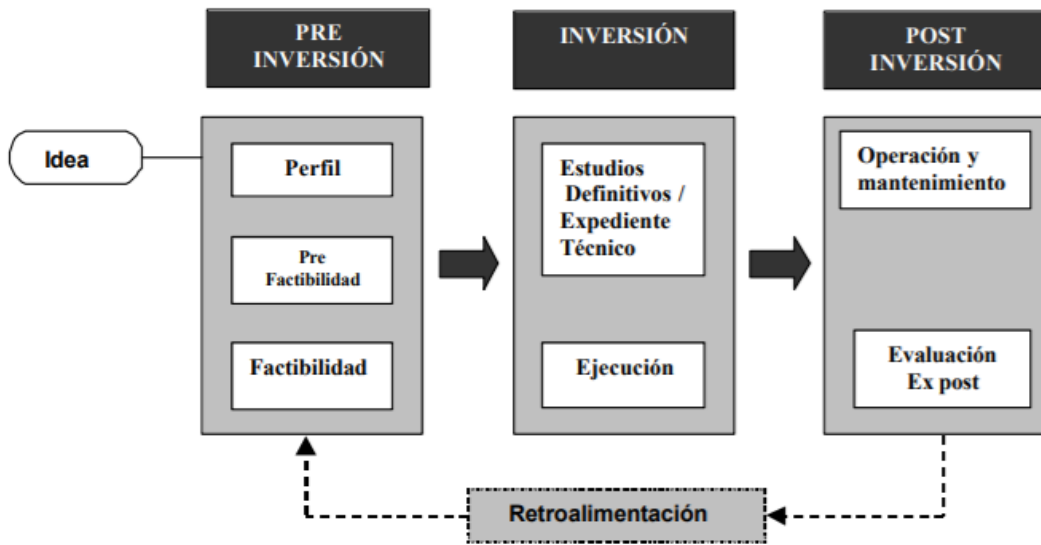 PRE
INVERSIÓN
INVERSIÓN
POST
INVERSIÓN
Idea
Perfil
Pre
Factibilidad
Factibilidad
Estudios
Definitivos /
Expediente
Técnico
Ejecución
Operación y
mantenimiento
Evaluación
Ex post
Retroalimentación